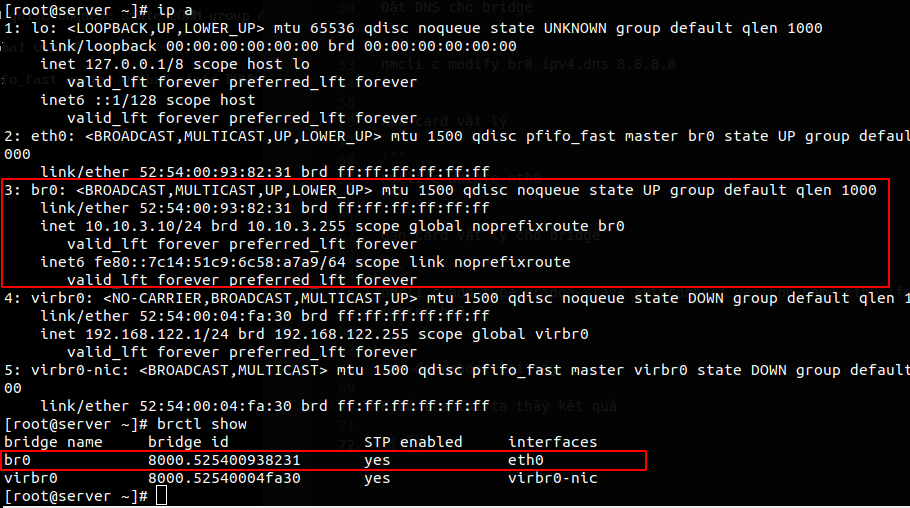 [root@server ~]# ip a
1: lo: <LOOPBACK,UP,LOWER_UP> mtu 65536 qdisc noqueue state UNKNOWN group default qlen 1000
    link/loopback 00:00:00:00:00:00 brd 00:00:00:00:00:00
    inet 127.0.0.1/8 scope host lo
       valid_lft forever preferred_lft forever
    inet6 ::1/128 scope host
       valid_lft forever preferred_lft forever
2: eth0: <BROADCAST,MULTICAST,UP,LOWER_UP> mtu 1500 qdisc pfifo_fast master br0 state UP group defaul
000
    link/ether 52:54:00:93:82:31 brd ff:ff:ff:ff:ff:ff
3: br0: <BROADCAST,MULTICAST,UP,LOWER_UP> mtu 1500 qdisc noqueue state UP group default qlen 1000
    link/ether 52:54:00:93:82:31 brd ff:ff:ff:ff:ff:ff
    inet 10.10.3.10/24 brd 10.10.3.255 scope global noprefixroute br0
       valid_lft forever preferred_lft forever
    inet6 fe80::7c14:51c9:6c58:a7a9/64 scope link noprefixroute
       valid_lft forever preferred_lft forever
4: virbr0: <NO-CARRIER,BROADCAST,MULTICAST,UP> mtu 1500 qdisc noqueue state DOWN group default qlen 1
    link/ether 52:54:00:04:fa:30 brd ff:ff:ff:ff:ff:ff
    inet 192.168.122.1/24 brd 192.168.122.255 scope global virbr0
       valid_lft forever preferred_lft forever
5: virbr0-nic: <BROADCAST,MULTICAST> mtu 1500 qdisc pfifo_fast master virbr0 state DOWN group default
00
    link/ether 52:54:00:04:fa:30 brd ff:ff:ff:ff:ff:ff
[root@server ~]# brctl show
bridge name     bridge id               STP enabled     interfaces
br0             8000.525400938231       yes             eth0
virbr0          8000.52540004fa30       yes             virbr0-nic
[root@server ~]#
Đặt DNS cho bridge
nmcli c modify br0 ipv4.dns 8.8.8.8